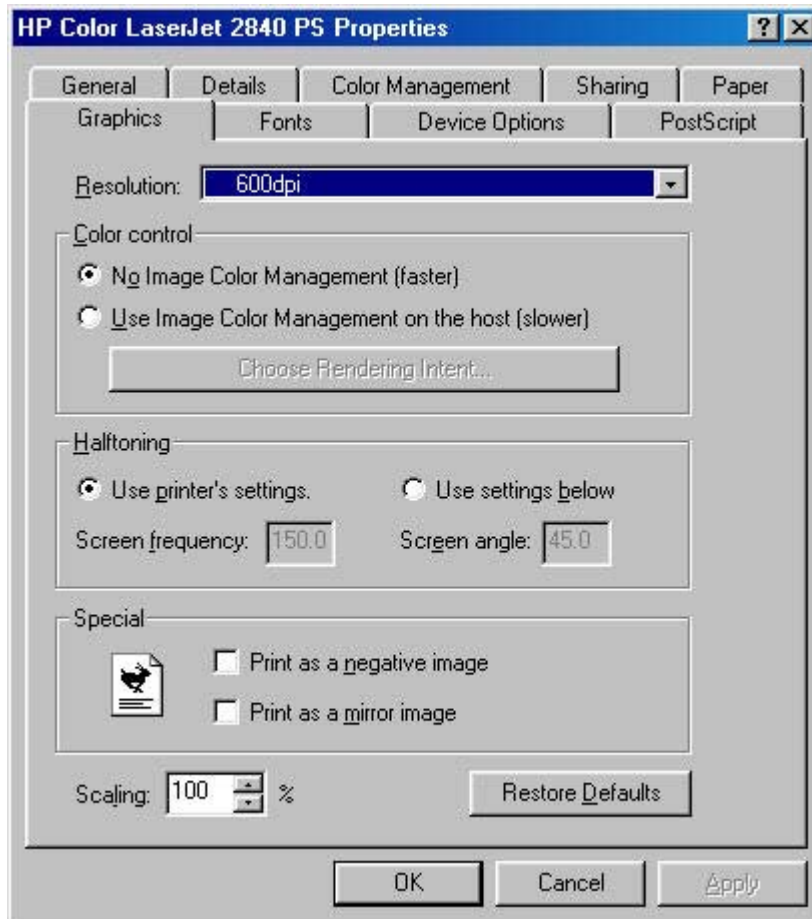 HP Color LaserJet 2840 PS Properties
General Details Color Management Sharing Paper
Graphics Fonts Device Options PostScript
Resolution: 600dpi
Color control
No Image Color Management (faster)
Use Image Color Management on the host (slower)
Choose Rendering Intent...
Halftoning
Use printer's settings. Use settings below
Screen frequency: 150.0 Screen angle: 45.0
Special
Print as a negative image
Print as a mirror image
Scaling: 100 % Restore Defaults
OK Cancel Apply